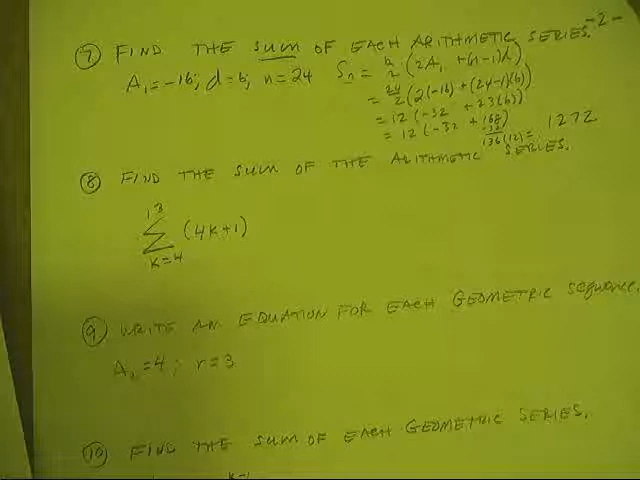 -2-
⑦ FIND THE SUM OF EACH ARITHMETIC SERIES.
A₁ = -16; d = 6; n = 24 Sₙ = n/2 (2A₁ + (n-1)d)
= 24/2 (2(-16) + (24-1)(6))
= 12 (-32 + 23(6))
= 12 (-32 + 168)
-32
136(12) = 1272
⑧ FIND THE SUM OF THE ARITHMETIC SERIES.
13
Σ (4k+1)
k=4
⑨ WRITE AN EQUATION FOR EACH GEOMETRIC SEQUANCE.
A₁ = 4; r = 3
⑩ FIND THE SUM OF EACH GEOMETRIC SERIES.